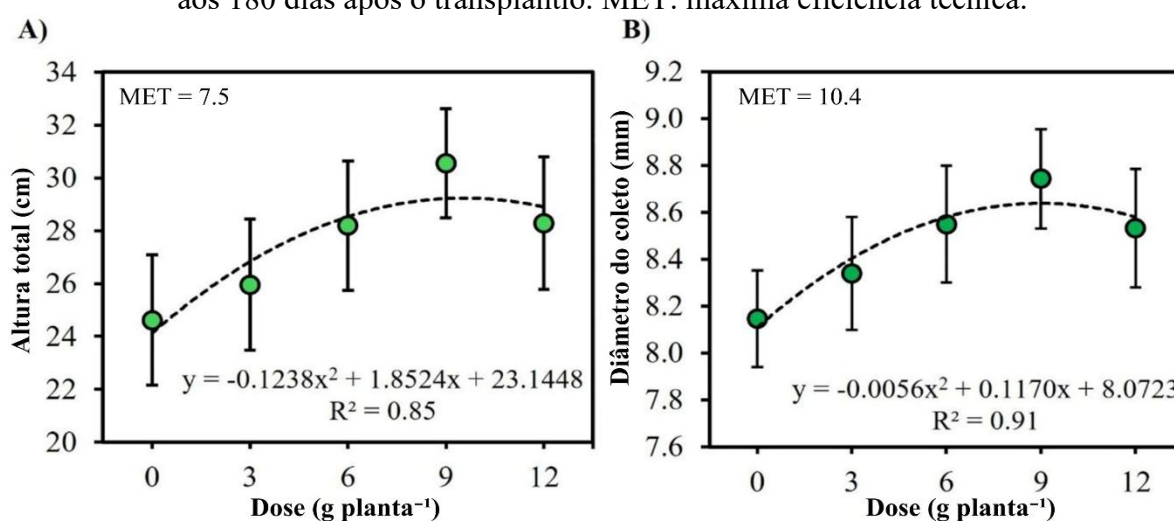 aos 180 dias após o transplantio. MET: máxima eficiência técnica.
A)
34
32
30
28
26
24
22
20
Altura total (cm)
MET = 7.5
y = -0.1238x² + 1.8524x + 23.1448
R² = 0.85
0 3 6 9 12
Dose (g planta⁻¹)
B)
9.2
9.0
8.8
8.6
8.4
8.2
8.0
7.8
7.6
Diâmetro do coleto (mm)
MET = 10.4
y = -0.0056x² + 0.1170x + 8.0723
R² = 0.91
0 3 6 9 12
Dose (g planta⁻¹)